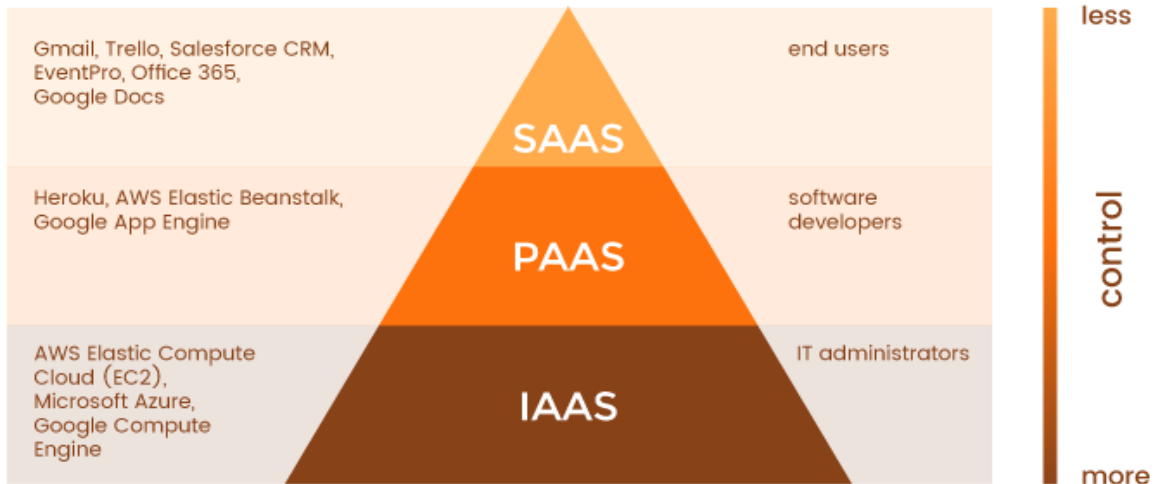 Gmail, Trello, Salesforce CRM,
EventPro, Office 365,
Google Docs
SAAS
end users
Heroku, AWS Elastic Beanstalk,
Google App Engine
PAAS
software
developers
AWS Elastic Compute
Cloud (EC2),
Microsoft Azure,
Google Compute
Engine
IAAS
IT administrators
less
control
more